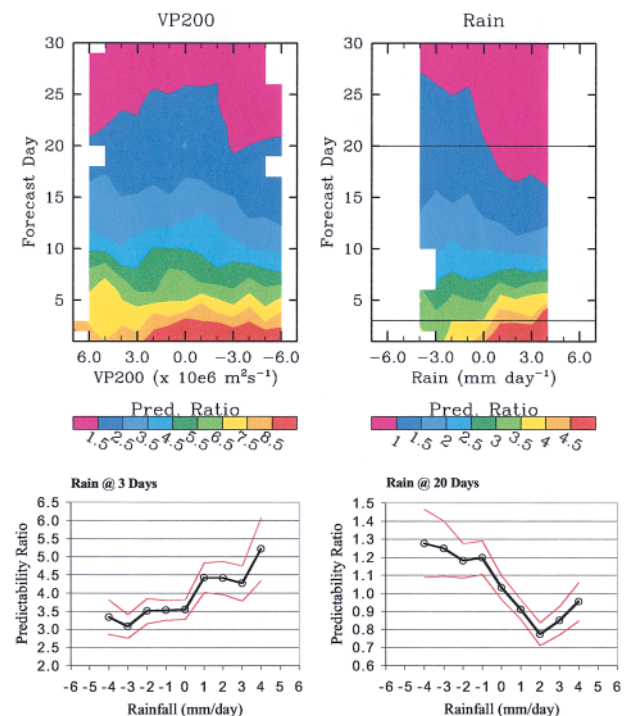 VP200
30
25
20
15
10
5
Forecast Day
6.0 3.0 0.0 -3.0 -6.0
VP200 (x 10e6 m²s⁻¹)
Pred. Ratio
1.5 2.5 3.5 4.5 5.5 6.5 7.5 8.5
Rain
30
25
20
15
10
5
Forecast Day
-6.0 -3.0 0.0 3.0 6.0
Rain (mm day⁻¹)
Pred. Ratio
1 1.5 2 2.5 3 3.5 4 4.5
Rain @ 3 Days
6.5
6.0
5.5
5.0
4.5
4.0
3.5
3.0
2.5
2.0
Predictability Ratio
-6 -5 -4 -3 -2 -1 0 1 2 3 4 5 6
Rainfall (mm/day)
Rain @ 20 Days
1.5
1.4
1.3
1.2
1.1
1.0
0.9
0.8
0.7
0.6
Predictability Ratio
-6 -5 -4 -3 -2 -1 0 1 2 3 4 5 6
Rainfall (mm/day)